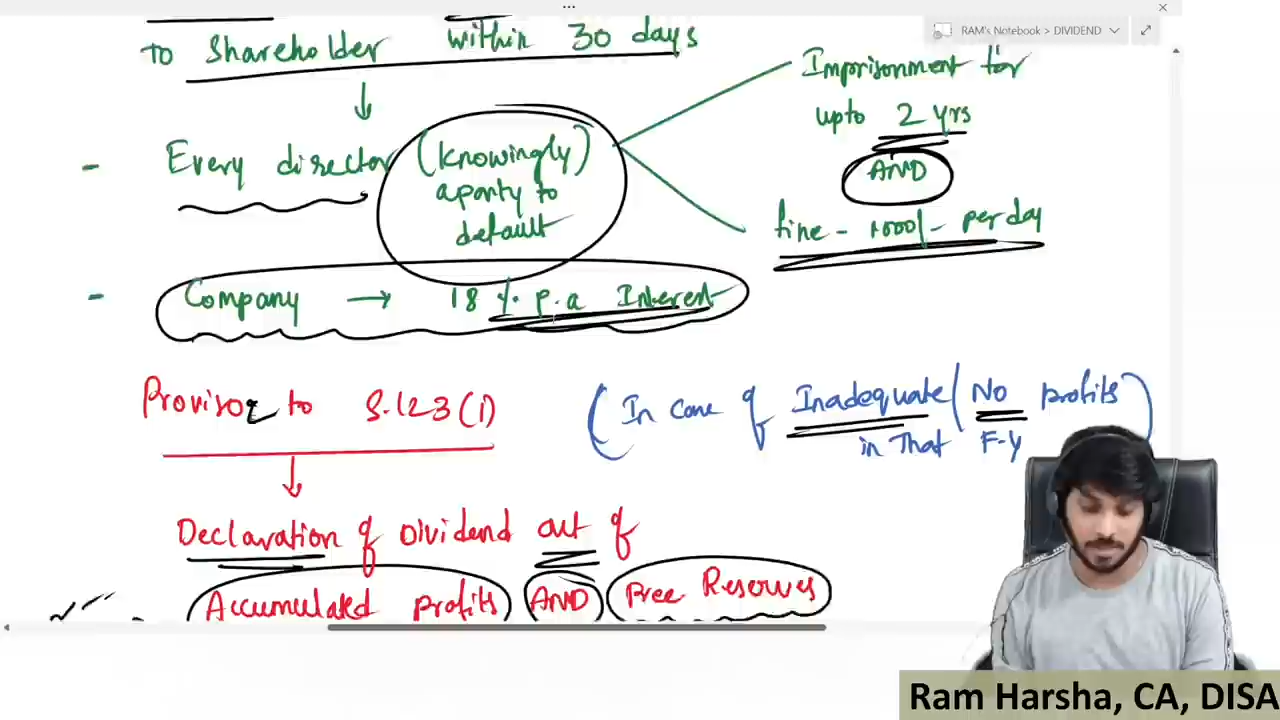 RAM's Notebook > DIVIDEND
to Shareholder within 30 days
- Every director (knowingly)
a party to
default
Imprisonment for
upto 2 yrs
AND
fine - 1000/- per day
- Company → 18 %. p.a Interest
Proviso to S.123(1)
(In case of Inadequate / No profits)
in that F-Y
Declaration of Dividend out of
Accumulated profits AND Free Reserves
Ram Harsha, CA, DISA